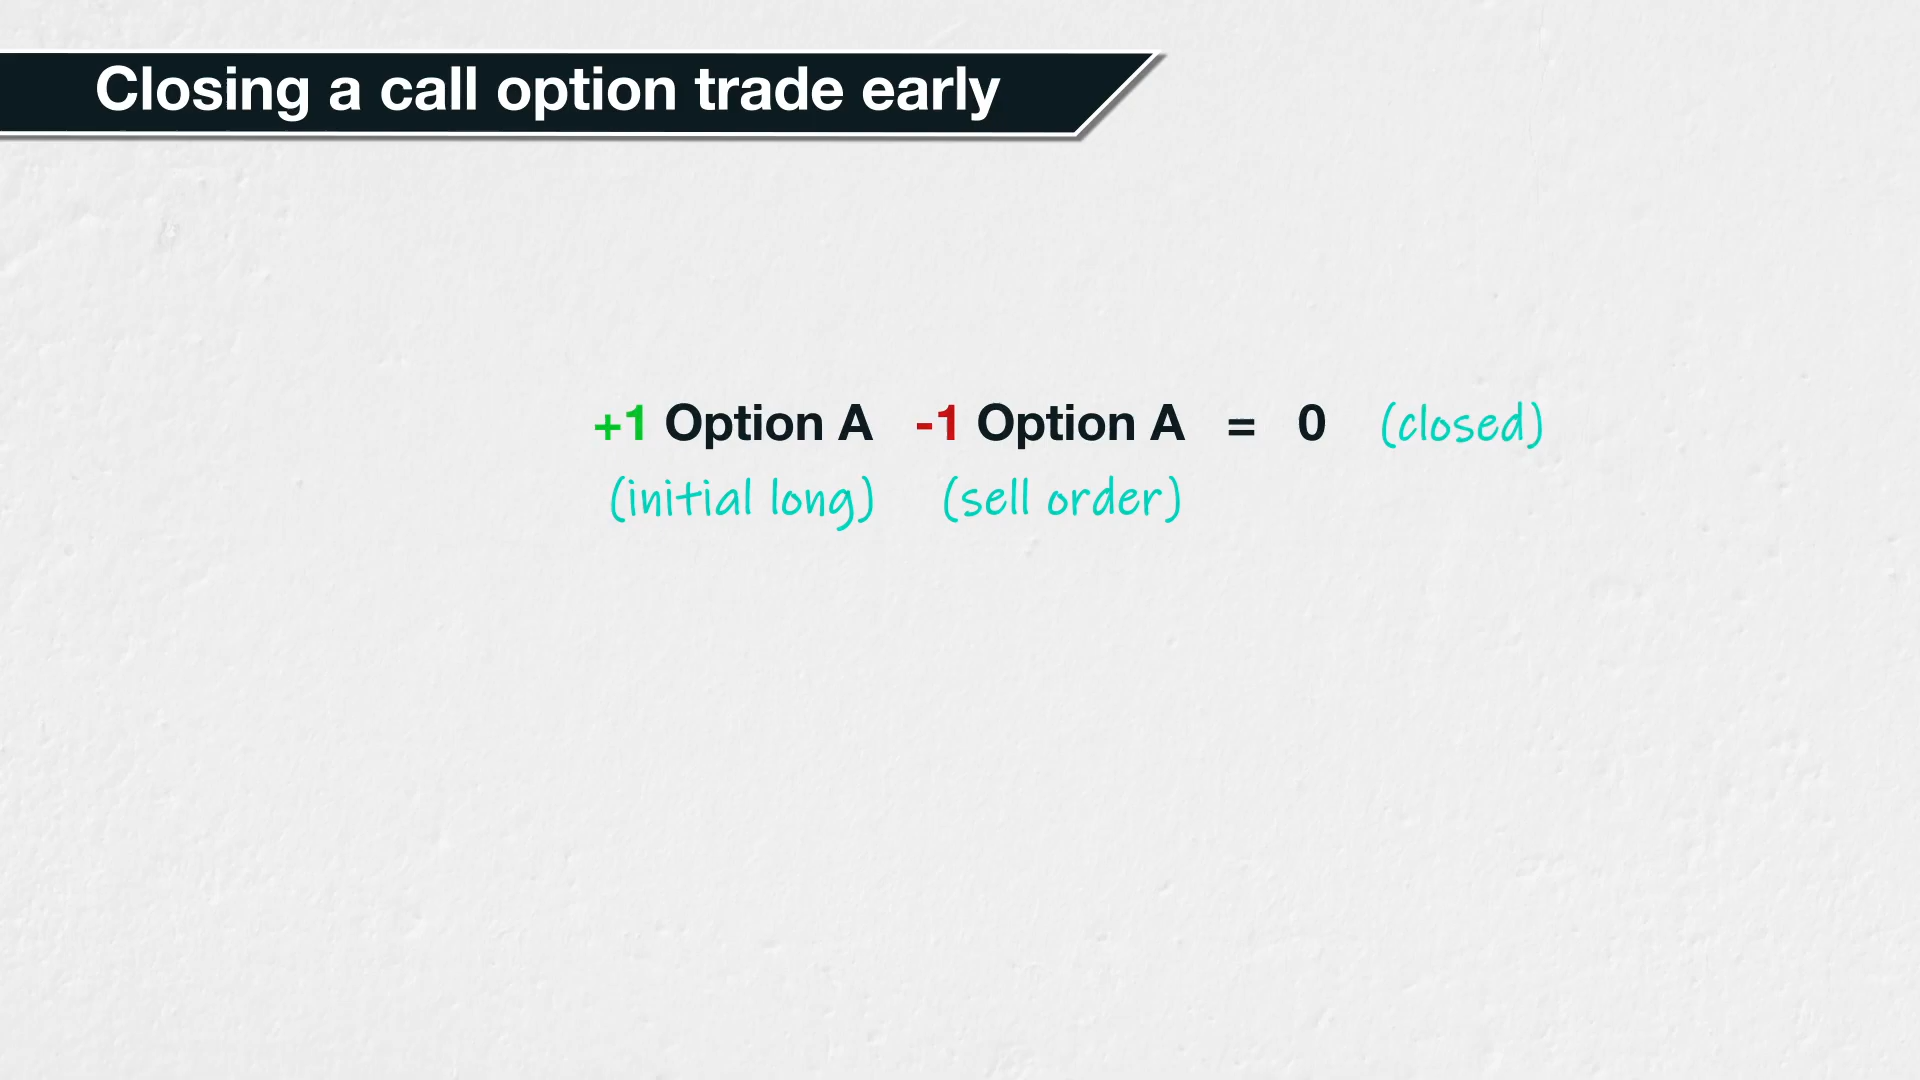 Closing a call option trade early
+1 Option A -1 Option A = 0 (closed)
(initial long) (sell order)